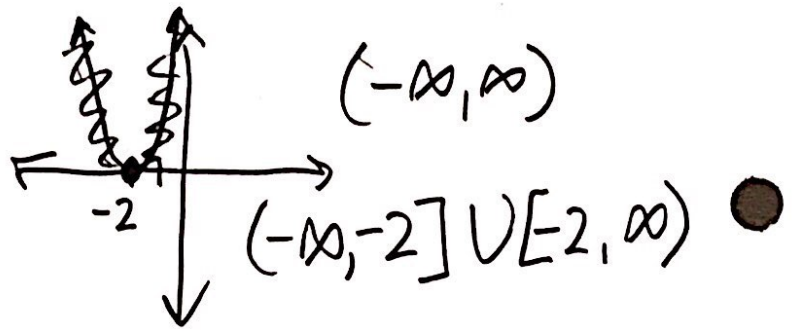 (-∞, ∞)
-2
(-∞, -2] ∪ [-2, ∞)